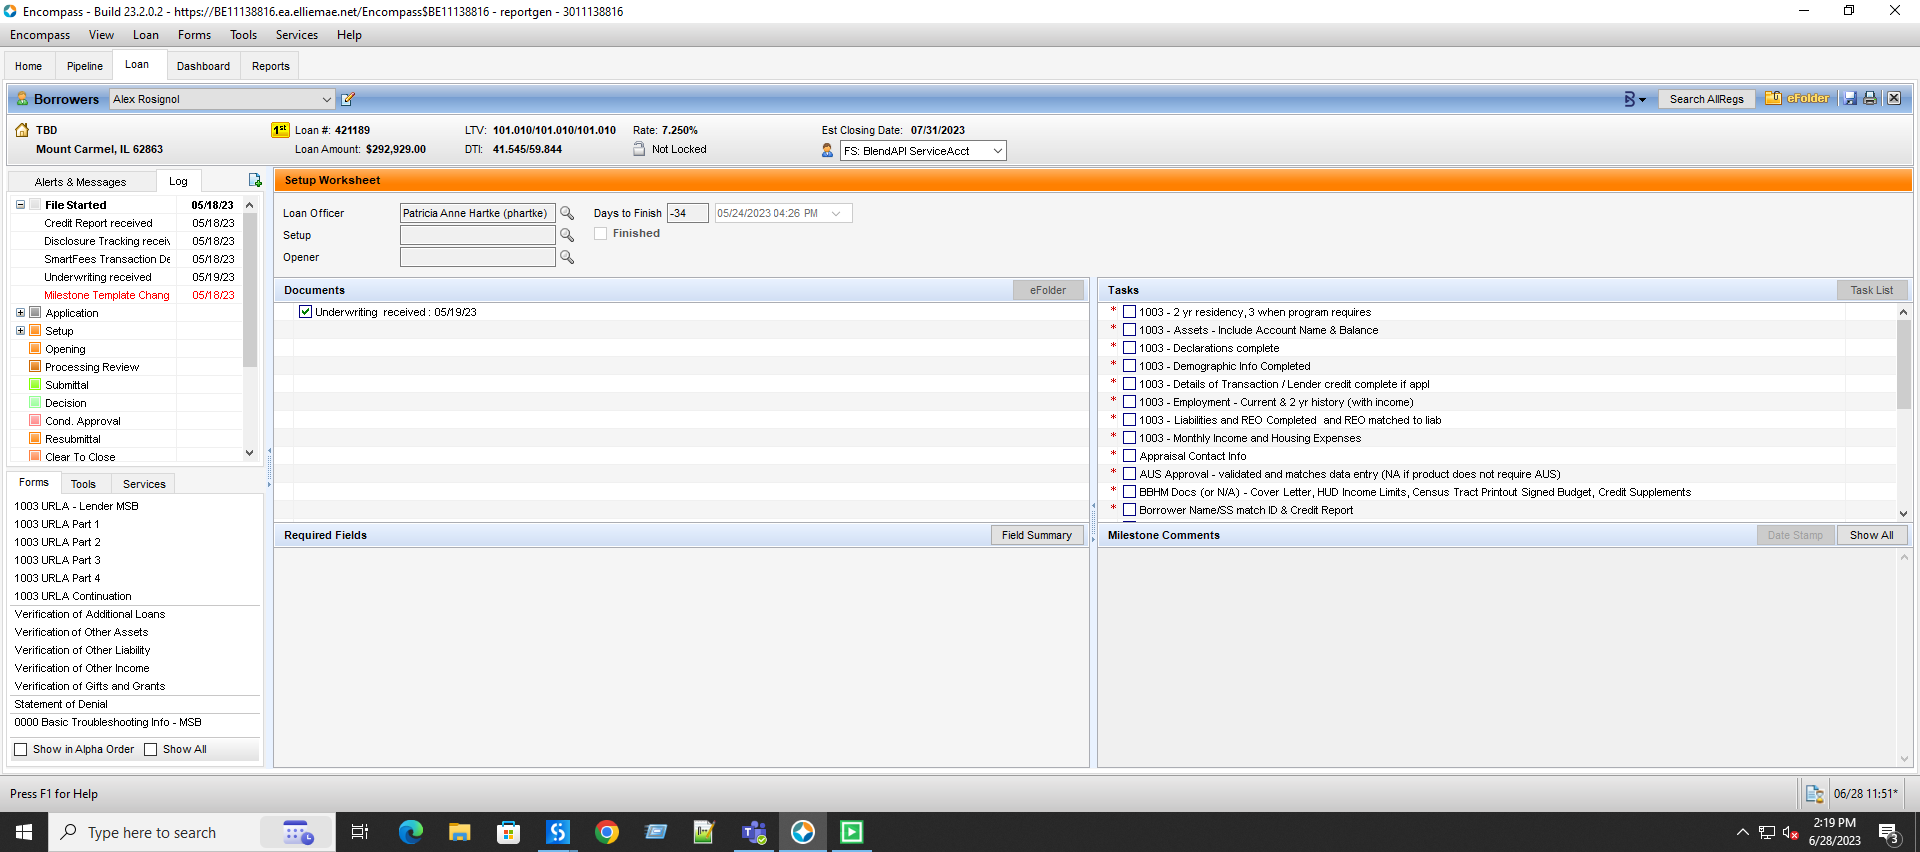 Encompass - Build 23.2.0.2 - https://BE11138816.ea.elliemae.net/Encompass$BE11138816 - reportgen - 3011138816
Encompass View Loan Forms Tools Services Help
Home Pipeline Loan Dashboard Reports
Borrowers Alex Rosignol Search AllRegs eFolder
TBD 1st Loan #: 421189 LTV: 101.010/101.010/101.010 Rate: 7.250% Est Closing Date: 07/31/2023
Mount Carmel, IL 62863 Loan Amount: $292,929.00 DTI: 41.545/59.844 Not Locked FS: BlendAPI ServiceAcct
Alerts & Messages Log
File Started 05/18/23
Credit Report received 05/18/23
Disclosure Tracking receiv 05/18/23
SmartFees Transaction De 05/18/23
Underwriting received 05/19/23
Milestone Template Chang 05/18/23
Application
Setup
Opening
Processing Review
Submittal
Decision
Cond. Approval
Resubmittal
Clear To Close
Forms Tools Services
1003 URLA - Lender MSB
1003 URLA Part 1
1003 URLA Part 2
1003 URLA Part 3
1003 URLA Part 4
1003 URLA Continuation
Verification of Additional Loans
Verification of Other Assets
Verification of Other Liability
Verification of Other Income
Verification of Gifts and Grants
Statement of Denial
0000 Basic Troubleshooting Info - MSB
Show in Alpha Order Show All
Setup Worksheet
Loan Officer Patricia Anne Hartke (phartke) Days to Finish -34 05/24/2023 04:26 PM
Setup Finished
Opener
Documents eFolder
Underwriting received : 05/19/23
Tasks Task List
* 1003 - 2 yr residency, 3 when program requires
* 1003 - Assets - Include Account Name & Balance
* 1003 - Declarations complete
* 1003 - Demographic Info Completed
* 1003 - Details of Transaction / Lender credit complete if appl
* 1003 - Employment - Current & 2 yr history (with income)
* 1003 - Liabilities and REO Completed and REO matched to liab
* 1003 - Monthly Income and Housing Expenses
* Appraisal Contact Info
* AUS Approval - validated and matches data entry (NA if product does not require AUS)
* BBHM Docs (or N/A) - Cover Letter, HUD Income Limits, Census Tract Printout Signed Budget, Credit Supplements
* Borrower Name/SS match ID & Credit Report
Required Fields Field Summary
Milestone Comments Date Stamp Show All
Press F1 for Help 06/28 11:51*
Type here to search
2:19 PM
6/28/2023
3